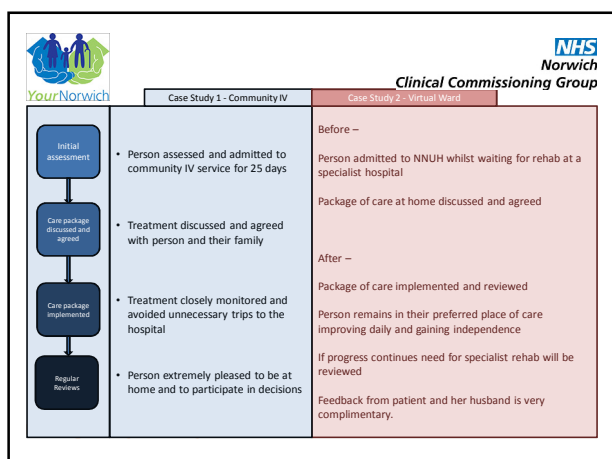 YourNorwich
NHS
Norwich
Clinical Commissioning Group
Case Study 1 - Community IV
Case Study 2 - Virtual Ward
Initial
assessment
Care package
discussed and
agreed
Care package
implemented
Regular
Reviews
• Person assessed and admitted to
community IV service for 25 days
• Treatment discussed and agreed
with person and their family
• Treatment closely monitored and
avoided unnecessary trips to the
hospital
• Person extremely pleased to be at
home and to participate in decisions
Before –
Person admitted to NNUH whilst waiting for rehab at a
specialist hospital
Package of care at home discussed and agreed
After –
Package of care implemented and reviewed
Person remains in their preferred place of care
improving daily and gaining independence
If progress continues need for specialist rehab will be
reviewed
Feedback from patient and her husband is very
complimentary.